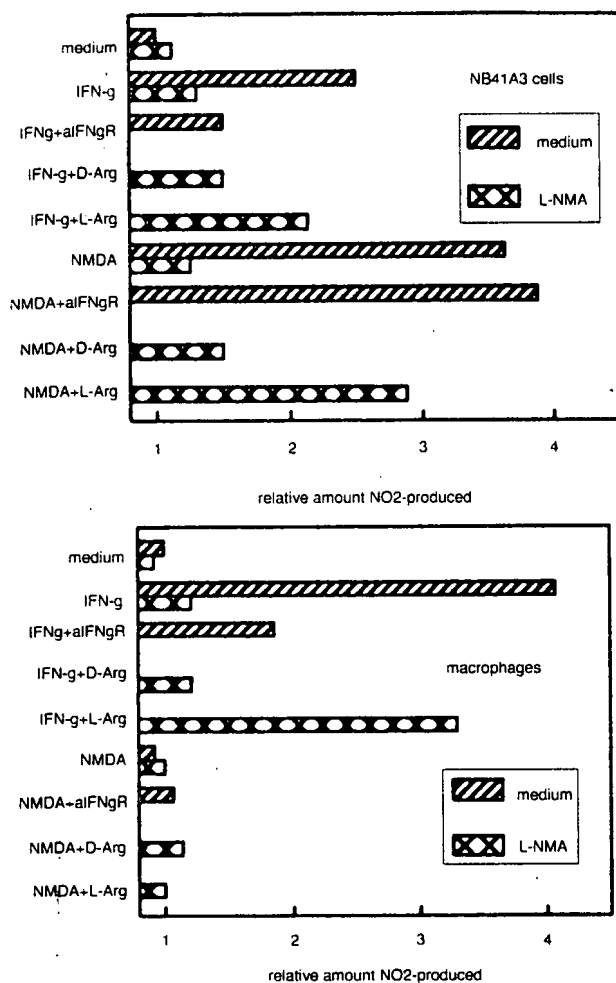 medium
IFN-g
NB41A3 cells
IFNg+aIFNgR
medium
IFN-g+D-Arg
L-NMA
IFN-g+L-Arg
NMDA
NMDA+aIFNgR
NMDA+D-Arg
NMDA+L-Arg
1 2 3 4
relative amount NO2-produced
medium
IFN-g
IFNg+aIFNgR
IFN-g+D-Arg
macrophages
IFN-g+L-Arg
NMDA
medium
NMDA+aIFNgR
NMDA+D-Arg
L-NMA
NMDA+L-Arg
1 2 3 4
relative amount NO2-produced